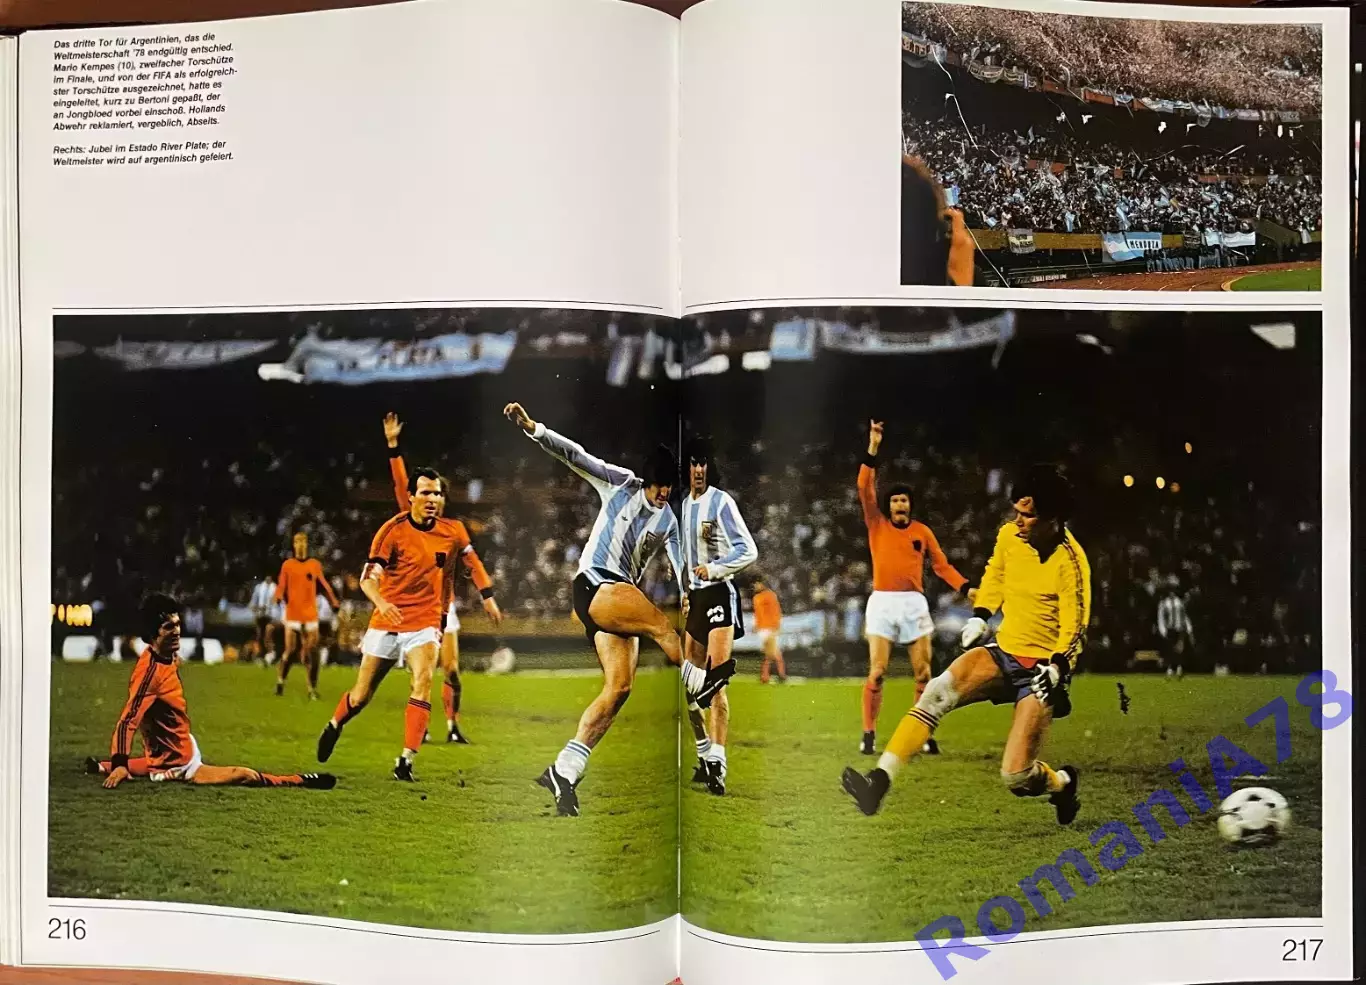 Das dritte Tor für Argentinien, das die
Weltmeisterschaft '78 endgültig entschied.
Mario Kempes (10), zweifacher Torschütze
im Finale, und von der FIFA als erfolgreich-
ster Torschütze ausgezeichnet, hatte es
eingeleitet, kurz zu Bertoni gepaßt, der
an Jongbloed vorbei einschoß. Hollands
Abwehr reklamiert, vergeblich, Abseits.
Rechts: Jubel im Estado River Plate; der
Weltmeister wird auf argentinisch gefeiert.
MENDOZA
216
217
RomaniA78